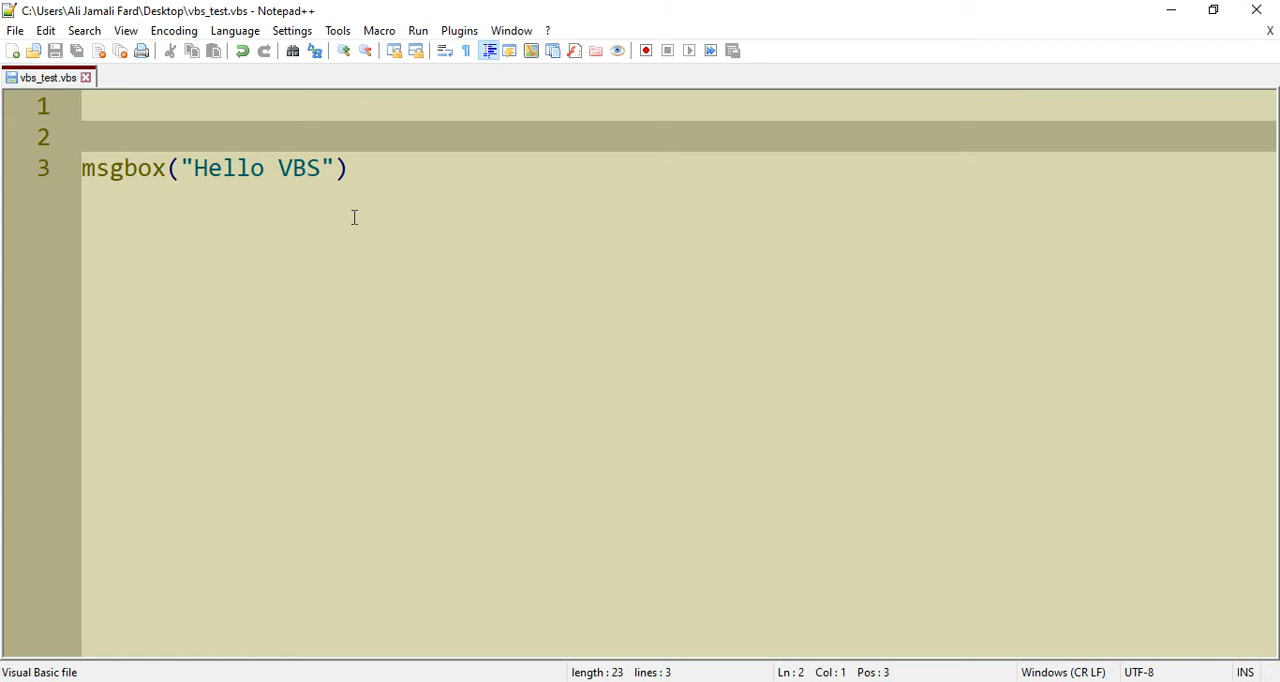 C:\Users\Ali Jamali Fard\Desktop\vbs_test.vbs - Notepad++
File Edit Search View Encoding Language Settings Tools Macro Run Plugins Window ? X
vbs_test.vbs
1
2
3 msgbox("Hello VBS")
Visual Basic file length : 23 lines : 3 Ln : 2 Col : 1 Pos : 3 Windows (CR LF) UTF-8 INS